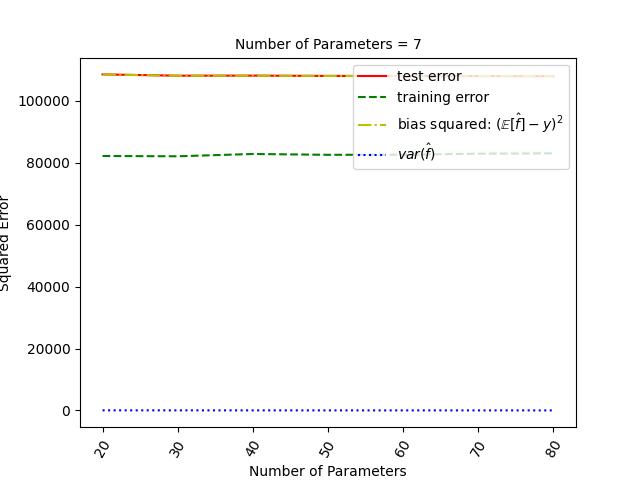 Number of Parameters = 7
Squared Error
100000
80000
60000
40000
20000
0
test error
training error
bias squared: (𝔼[f̂] − y)²
var(f̂)
20 30 40 50 60 70 80
Number of Parameters